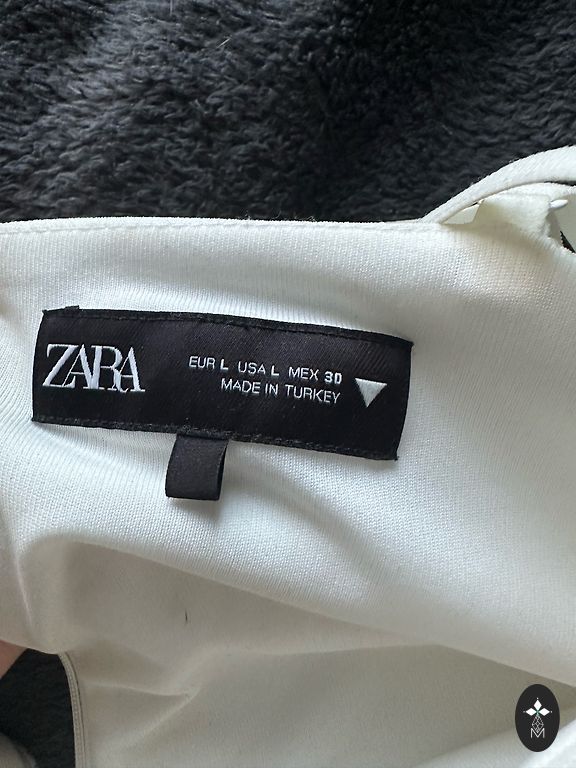 ZARA
EUR L USA L MEX 30
MADE IN TURKEY
M